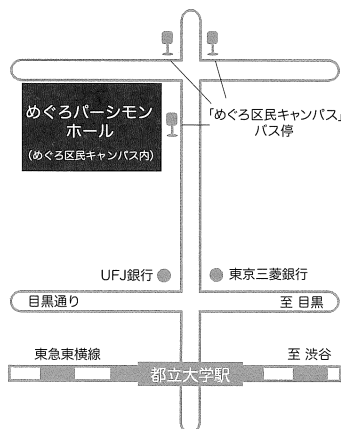 めぐろパーシモン
ホール
(めぐろ区民キャンパス内)
「めぐろ区民キャンパス」
バス停
UFJ銀行
東京三菱銀行
目黒通り
至 目黒
東急東横線
至 渋谷
都立大学駅